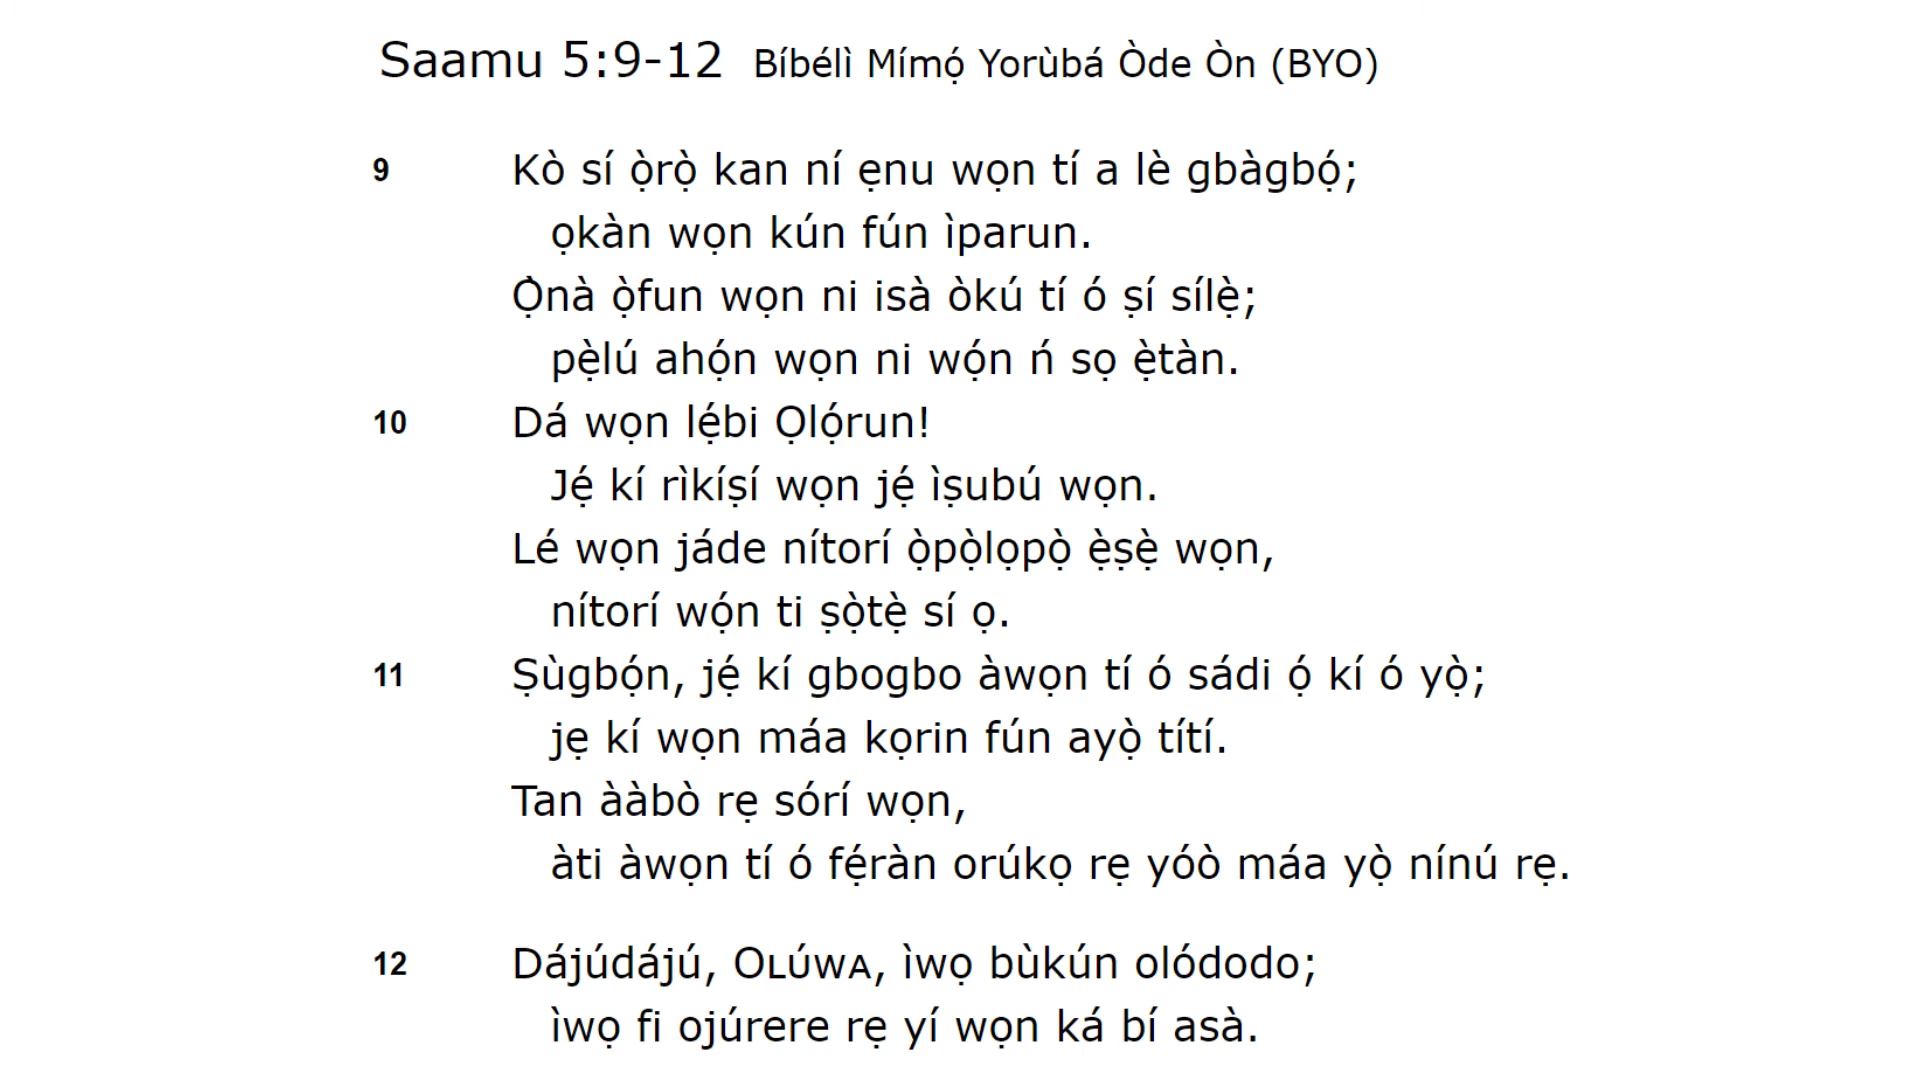 Saamu 5:9-12 Bíbélì Mímọ́ Yorùbá Òde Òn (BYO)
9 Kò sí ọ̀rọ̀ kan ní ẹnu wọn tí a lè gbàgbọ́;
ọkàn wọn kún fún ìparun.
Ọ̀nà ọ̀fun wọn ni isà òkú tí ó ṣí sílẹ̀;
pẹ̀lú ahọ́n wọn ni wọ́n ń sọ ẹ̀tàn.
10 Dá wọn lẹ́bi Ọlọ́run!
Jẹ́ kí rìkíṣí wọn jẹ́ ìṣubú wọn.
Lé wọn jáde nítorí ọ̀pọ̀lọpọ̀ ẹ̀ṣẹ̀ wọn,
nítorí wọ́n ti ṣọ̀tẹ̀ sí ọ.
11 Ṣùgbọ́n, jẹ́ kí gbogbo àwọn tí ó sádi ọ́ kí ó yọ̀;
jẹ kí wọn máa kọrin fún ayọ̀ títí.
Tan ààbò rẹ sórí wọn,
àti àwọn tí ó fẹ́ràn orúkọ rẹ yóò máa yọ̀ nínú rẹ.
12 Dájúdájú, OLÚWA, ìwọ bùkún olódodo;
ìwọ fi ojúrere rẹ yí wọn ká bí asà.